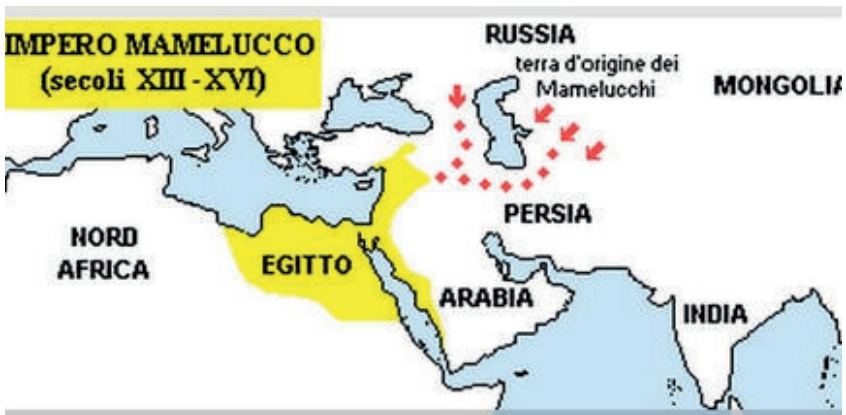 IMPERO MAMELUCCO
(secoli XIII - XVI)
RUSSIA
terra d'origine dei
Mamelucchi
MONGOLIA
PERSIA
NORD
AFRICA
EGITTO
ARABIA
INDIA